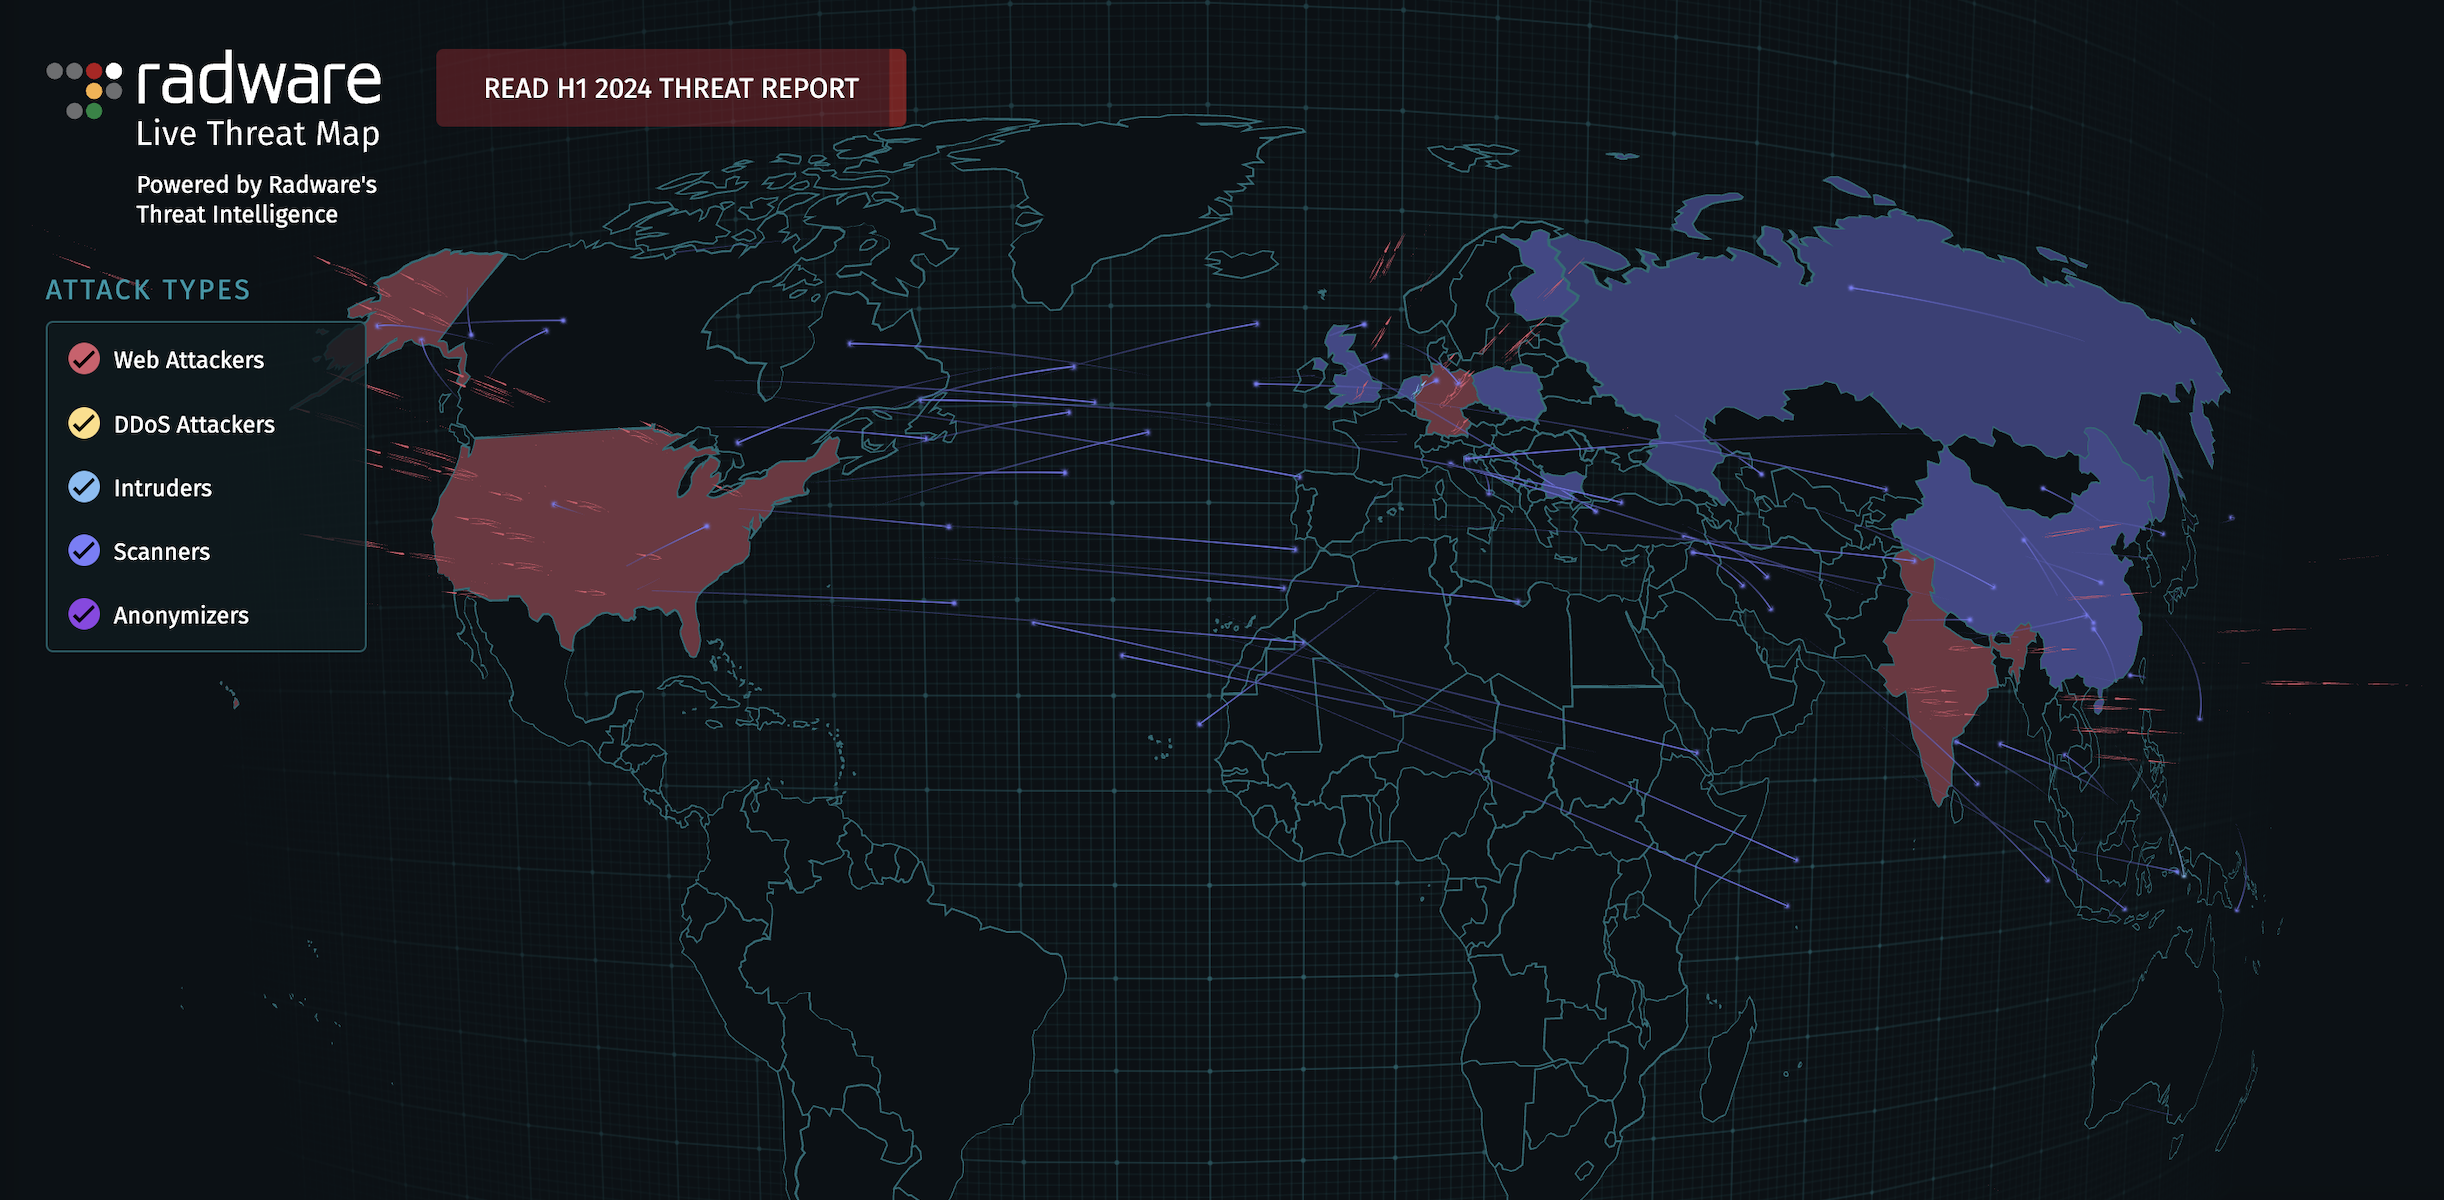 radware
Live Threat Map
Powered by Radware's
Threat Intelligence
READ H1 2024 THREAT REPORT
ATTACK TYPES
Web Attackers
DDoS Attackers
Intruders
Scanners
Anonymizers